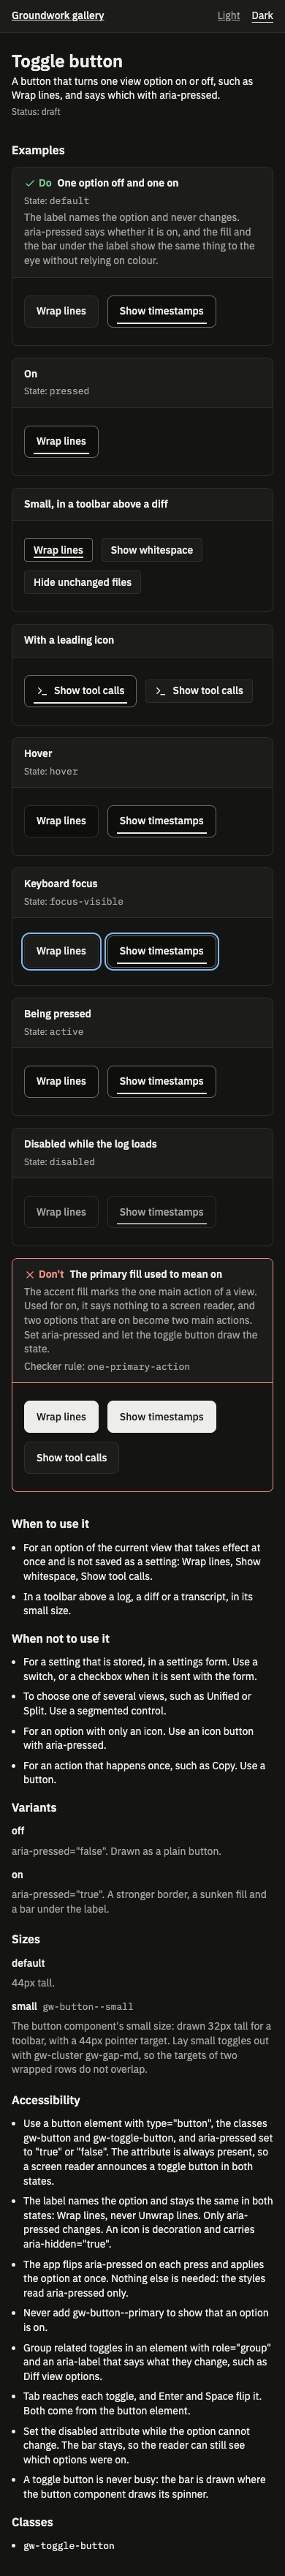 Groundwork gallery
Light Dark
Toggle button
A button that turns one view option on or off, such as
Wrap lines, and says which with aria-pressed.
Status: draft
Examples
Do One option off and one on
State: default
The label names the option and never changes.
aria-pressed says whether it is on, and the fill and
the bar under the label show the same thing to the
eye without relying on colour.
Wrap lines Show timestamps
On
State: pressed
Wrap lines
Small, in a toolbar above a diff
Wrap lines Show whitespace
Hide unchanged files
With a leading icon
Show tool calls Show tool calls
Hover
State: hover
Wrap lines Show timestamps
Keyboard focus
State: focus-visible
Wrap lines Show timestamps
Being pressed
State: active
Wrap lines Show timestamps
Disabled while the log loads
State: disabled
Wrap lines Show timestamps
Don't The primary fill used to mean on
The accent fill marks the one main action of a view.
Used for on, it says nothing to a screen reader, and
two options that are on become two main actions.
Set aria-pressed and let the toggle button draw the
state.
Checker rule: one-primary-action
Wrap lines Show timestamps
Show tool calls
When to use it
• For an option of the current view that takes effect at
once and is not saved as a setting: Wrap lines, Show
whitespace, Show tool calls.
• In a toolbar above a log, a diff or a transcript, in its
small size.
When not to use it
• For a setting that is stored, in a settings form. Use a
switch, or a checkbox when it is sent with the form.
• To choose one of several views, such as Unified or
Split. Use a segmented control.
• For an option with only an icon. Use an icon button
with aria-pressed.
• For an action that happens once, such as Copy. Use a
button.
Variants
off
aria-pressed="false". Drawn as a plain button.
on
aria-pressed="true". A stronger border, a sunken fill and
a bar under the label.
Sizes
default
44px tall.
small gw-button--small
The button component's small size: drawn 32px tall for a
toolbar, with a 44px pointer target. Lay small toggles out
with gw-cluster gw-gap-md, so the targets of two
wrapped rows do not overlap.
Accessibility
• Use a button element with type="button", the classes
gw-button and gw-toggle-button, and aria-pressed set
to "true" or "false". The attribute is always present, so
a screen reader announces a toggle button in both
states.
• The label names the option and stays the same in both
states: Wrap lines, never Unwrap lines. Only aria-
pressed changes. An icon is decoration and carries
aria-hidden="true".
• The app flips aria-pressed on each press and applies
the option at once. Nothing else is needed: the styles
read aria-pressed only.
• Never add gw-button--primary to show that an option
is on.
• Group related toggles in an element with role="group"
and an aria-label that says what they change, such as
Diff view options.
• Tab reaches each toggle, and Enter and Space flip it.
Both come from the button element.
• Set the disabled attribute while the option cannot
change. The bar stays, so the reader can still see
which options were on.
• A toggle button is never busy: the bar is drawn where
the button component draws its spinner.
Classes
• gw-toggle-button